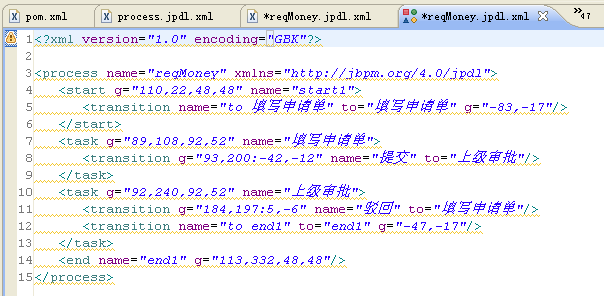 pom.xml process.jpdl.xml *reqMoney.jpdl.xml *reqMoney.jpdl.xml »47
1 <?xml version="1.0" encoding="GBK"?>
2
3 <process name="reqMoney" xmlns="http://jbpm.org/4.0/jpdl">
4 <start g="110,22,48,48" name="start1">
5 <transition name="to 填写申请单" to="填写申请单" g="-83,-17"/>
6 </start>
7 <task g="89,108,92,52" name="填写申请单">
8 <transition g="93,200:-42,-12" name="提交" to="上级审批"/>
9 </task>
10 <task g="92,240,92,52" name="上级审批">
11 <transition g="184,197:5,-6" name="驳回" to="填写申请单"/>
12 <transition name="to end1" to="end1" g="-47,-17"/>
13 </task>
14 <end name="end1" g="113,332,48,48"/>
15 </process>